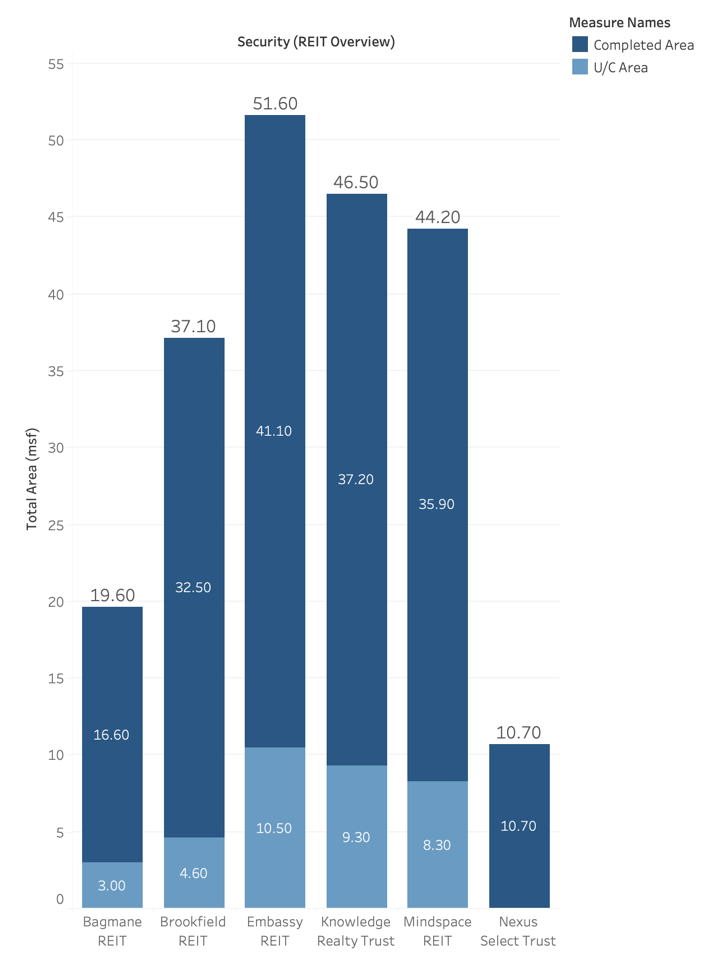 Measure Names
Security (REIT Overview)
Completed Area
U/C Area
55
51.60
50
46.50
45
44.20
40
37.10
35
30
41.10
Total Area (msf)
37.20
35.90
25
32.50
20
19.60
15
16.60
10
10.70
10.70
5
10.50
9.30
8.30
4.60
3.00
0
Bagmane
REIT
Brookfield
REIT
Embassy
REIT
Knowledge
Realty Trust
Mindspace
REIT
Nexus
Select Trust